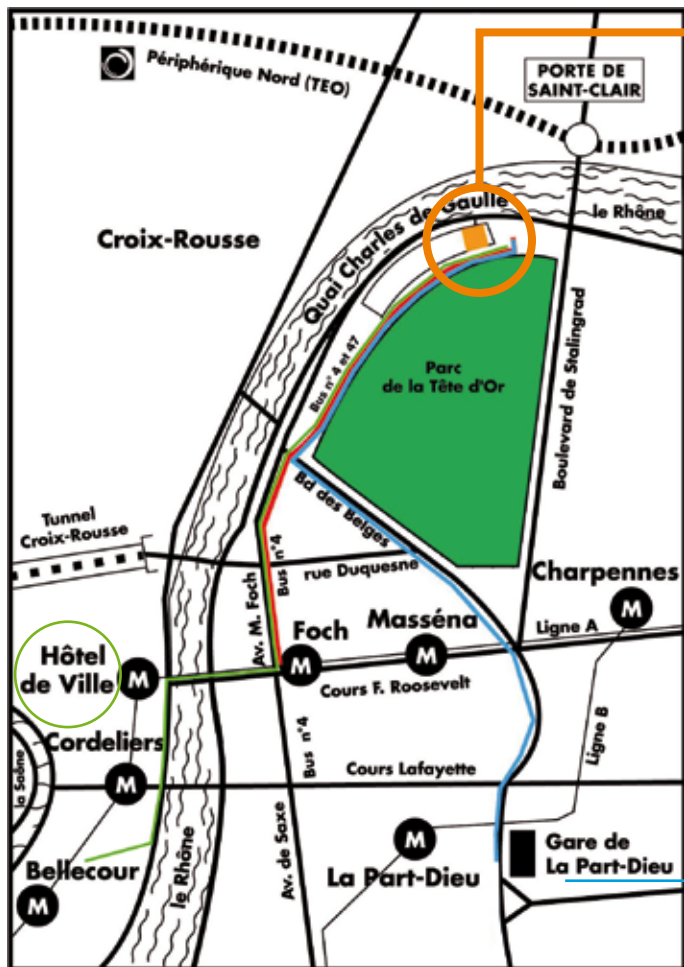 Périphérique Nord (TEO)
PORTE DE
SAINT-CLAIR
le Rhône
Quai Charles de Gaulle
Croix-Rousse
Bus n° 4 et 47
Parc
de la Tête d'Or
Boulevard de Stalingrad
Bd des Belges
Tunnel
Croix-Rousse
Bus n°4
rue Duquesne
Av. M. Foch
Charpennes
M
Masséna
M
Foch
M
Ligne A
Hôtel
de Ville
M
Cours F. Roosevelt
Cordeliers
M
Bus n°4
Ligne B
la Saône
Cours Lafayette
Bellecour
M
le Rhône
Av. de Saxe
M
La Part-Dieu
Gare de
La Part-Dieu